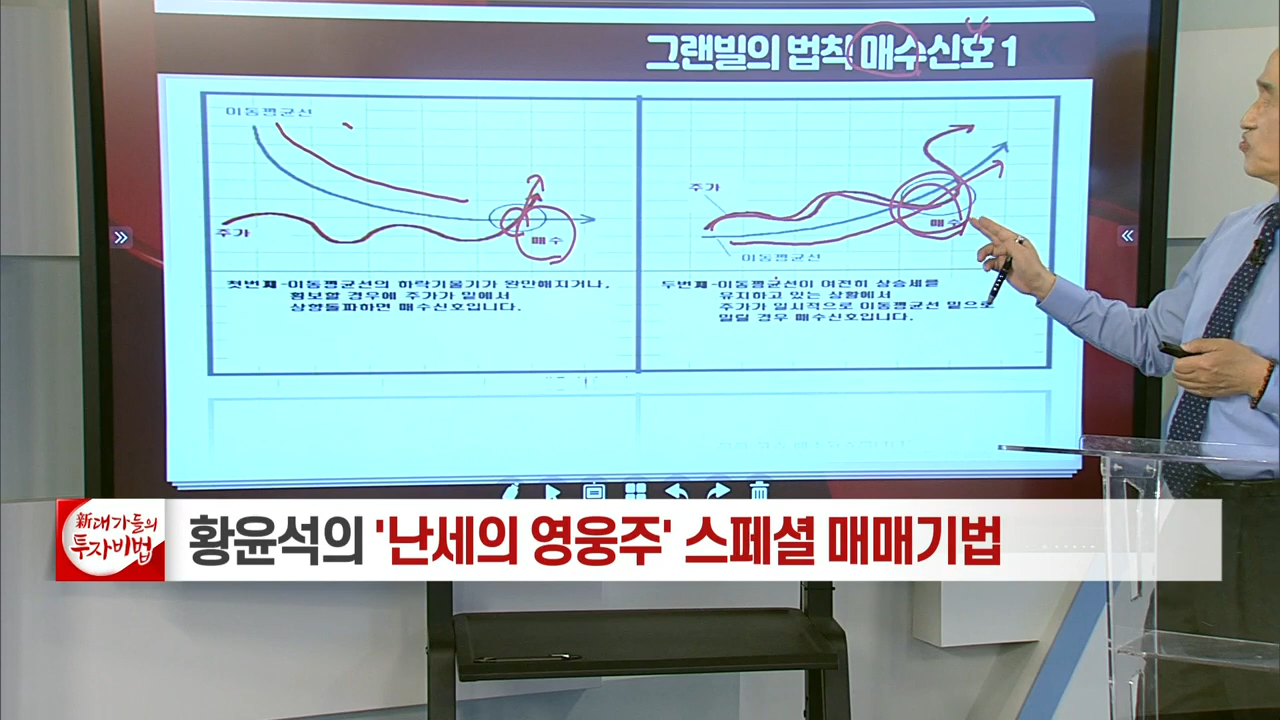 그랜빌의 법칙 매수신호 1
이동평균선
주가
매수
첫번째-이동평균선의 하락기울기가 완만해지거나,
횡보할 경우에 주가가 밑에서
상향돌파하면 매수신호입니다.
주가
매수
이동평균선
두번째-이동평균선이 여전히 상승세를
유지하고 있는 상황에서
주가가 일시적으로 이동평균선 밑으로
밀릴 경우 매수신호입니다.
新 대가들의
투자비법
황윤석의 '난세의 영웅주' 스페셜 매매기법